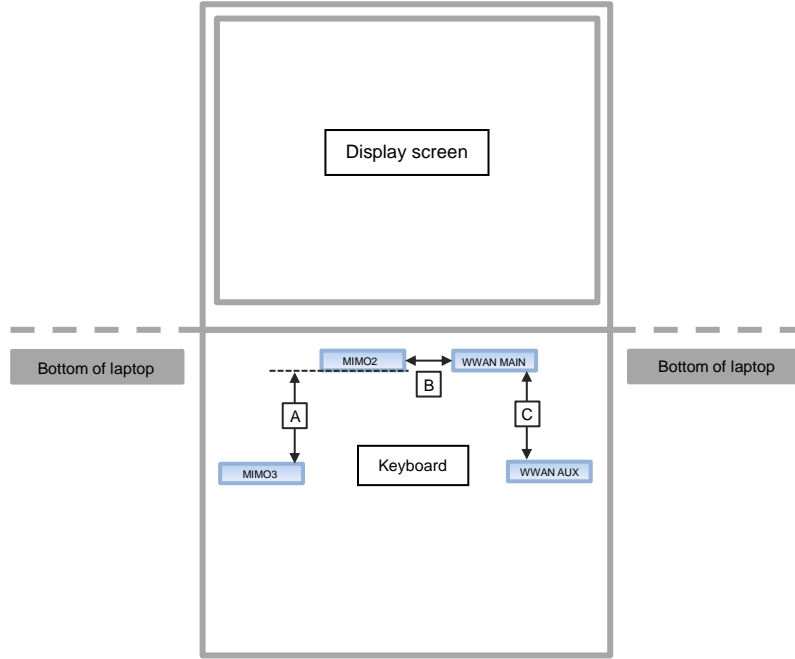 Display screen
Bottom of laptop
Bottom of laptop
MIMO2
WWAN MAIN
B
A
C
Keyboard
MIMO3
WWAN AUX